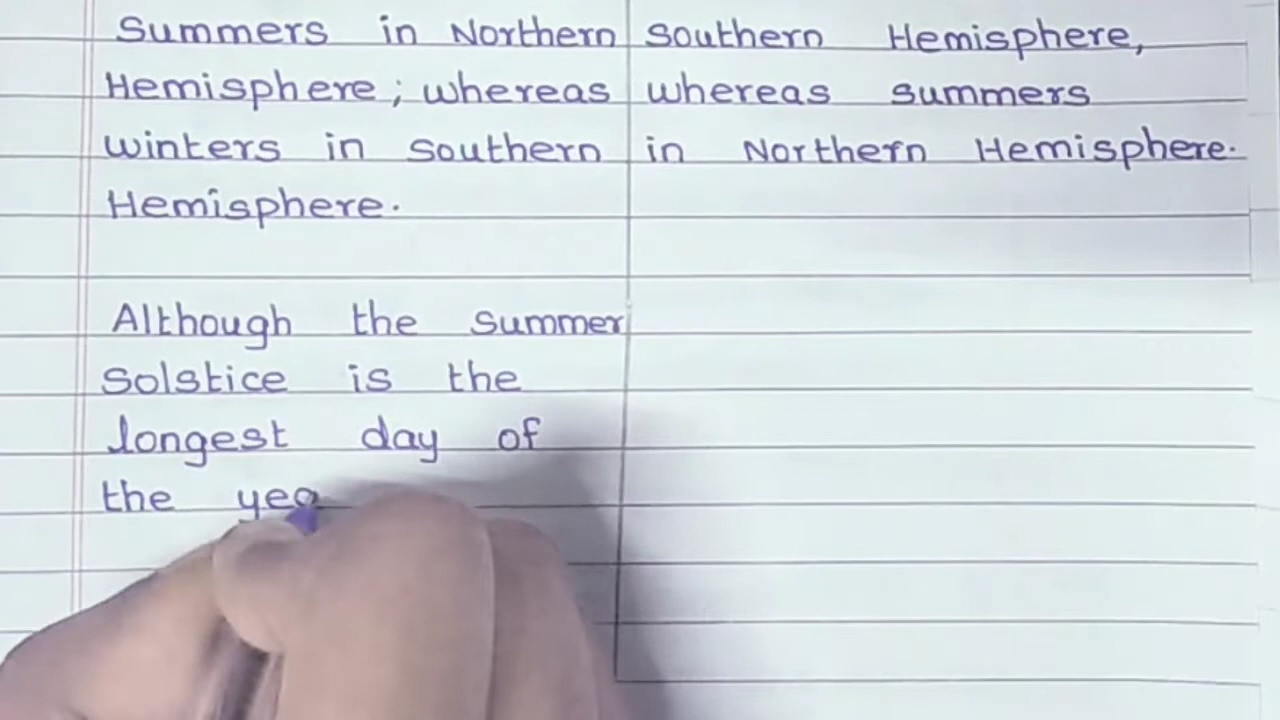 Summers in Northern
Hemisphere; whereas
winters in southern
Hemisphere.
Although the summer
solstice is the
longest day of
the
Southern Hemisphere,
whereas summers
in Northern Hemisphere.